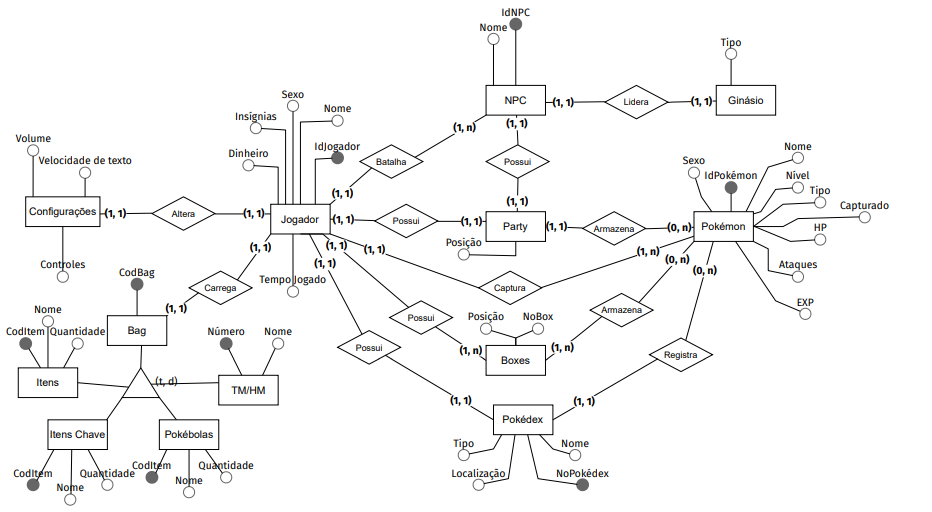 IdNPC
Nome
Tipo
NPC
(1, 1)
Lidera
(1, 1)
Ginásio
(1, n)
(1, 1)
Sexo
Insígnias
Nome
Dinheiro
IdJogador
Batalha
(1, 1)
Possui
(1, 1)
Volume
Velocidade de texto
Configurações
(1, 1)
Altera
(1, 1)
Jogador
(1, 1)
Possui
(1, 1)
Party
(1, 1)
Armazena
(0, n)
Pokémon
Posição
Controles
Sexo
IdPokémon
Nome
Nível
Tipo
Capturado
HP
Ataques
EXP
(1, 1)
(1, 1)
(1, 1)
(1, 1)
Tempo Jogado
Captura
(1, n)
(0, n)
(0, n)
CodBag
Carrega
(1, 1)
Bag
Possui
(1, n)
Posição
NoBox
Boxes
(1, n)
Armazena
Registra
Possui
Nome
CodItem
Quantidade
Itens
(t, d)
Número
Nome
TM/HM
Itens Chave
Pokébolas
CodItem
Nome
Quantidade
CodItem
Nome
Quantidade
(1, 1)
Pokédex
(1, 1)
Tipo
Localização
Nome
NoPokédex